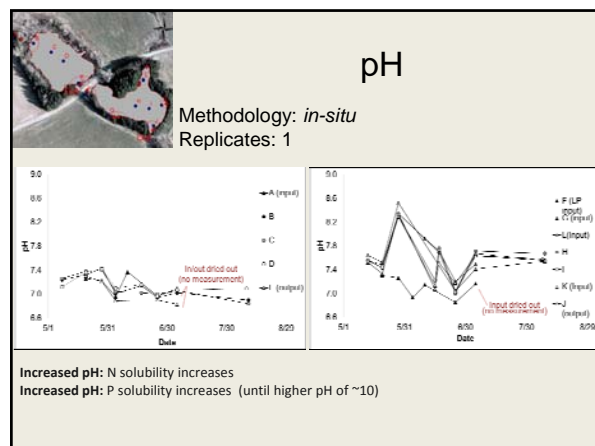 pH
Methodology: in-situ
Replicates: 1
9.0
8.6
8.2
7.8
7.4
7.0
6.6
pH
5/1
5/31
6/30
7/30
8/29
Date
In/out dried out
(no measurement)
A (input)
B
C
D
9.0
8.6
8.2
7.8
7.4
7.0
6.6
pH
5/1
5/31
6/30
7/30
8/29
Date
Input dried out
(no measurement)
F (LP
input)
G (input)
L (input)
H
I
K (input)
J
(output)
Increased pH: N solubility increases
Increased pH: P solubility increases (until higher pH of ~10)